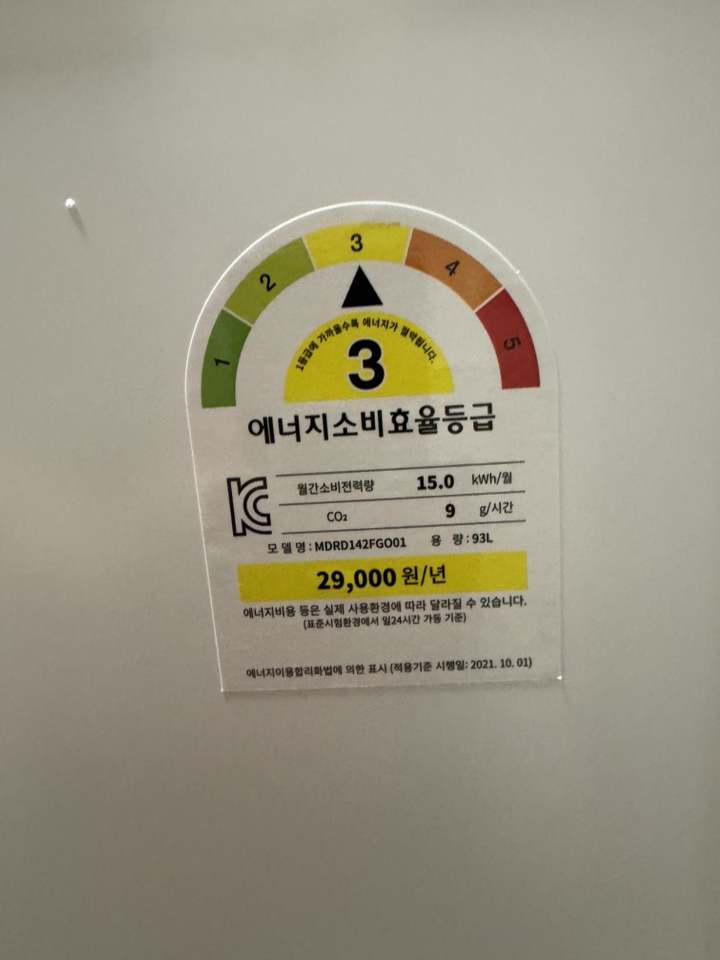 1 2 3 4 5
1등급에 가까울수록 에너지가 절약됩니다.
3
에너지소비효율등급
월간소비전력량 15.0 kWh/월
CO₂ 9 g/시간
모 델 명 : MDRD142FGO01 용 량 : 93L
29,000 원/년
에너지비용 등은 실제 사용환경에 따라 달라질 수 있습니다.
(표준시험환경에서 일24시간 가동 기준)
에너지이용합리화법에 의한 표시 (적용기준 시행일: 2021. 10. 01)